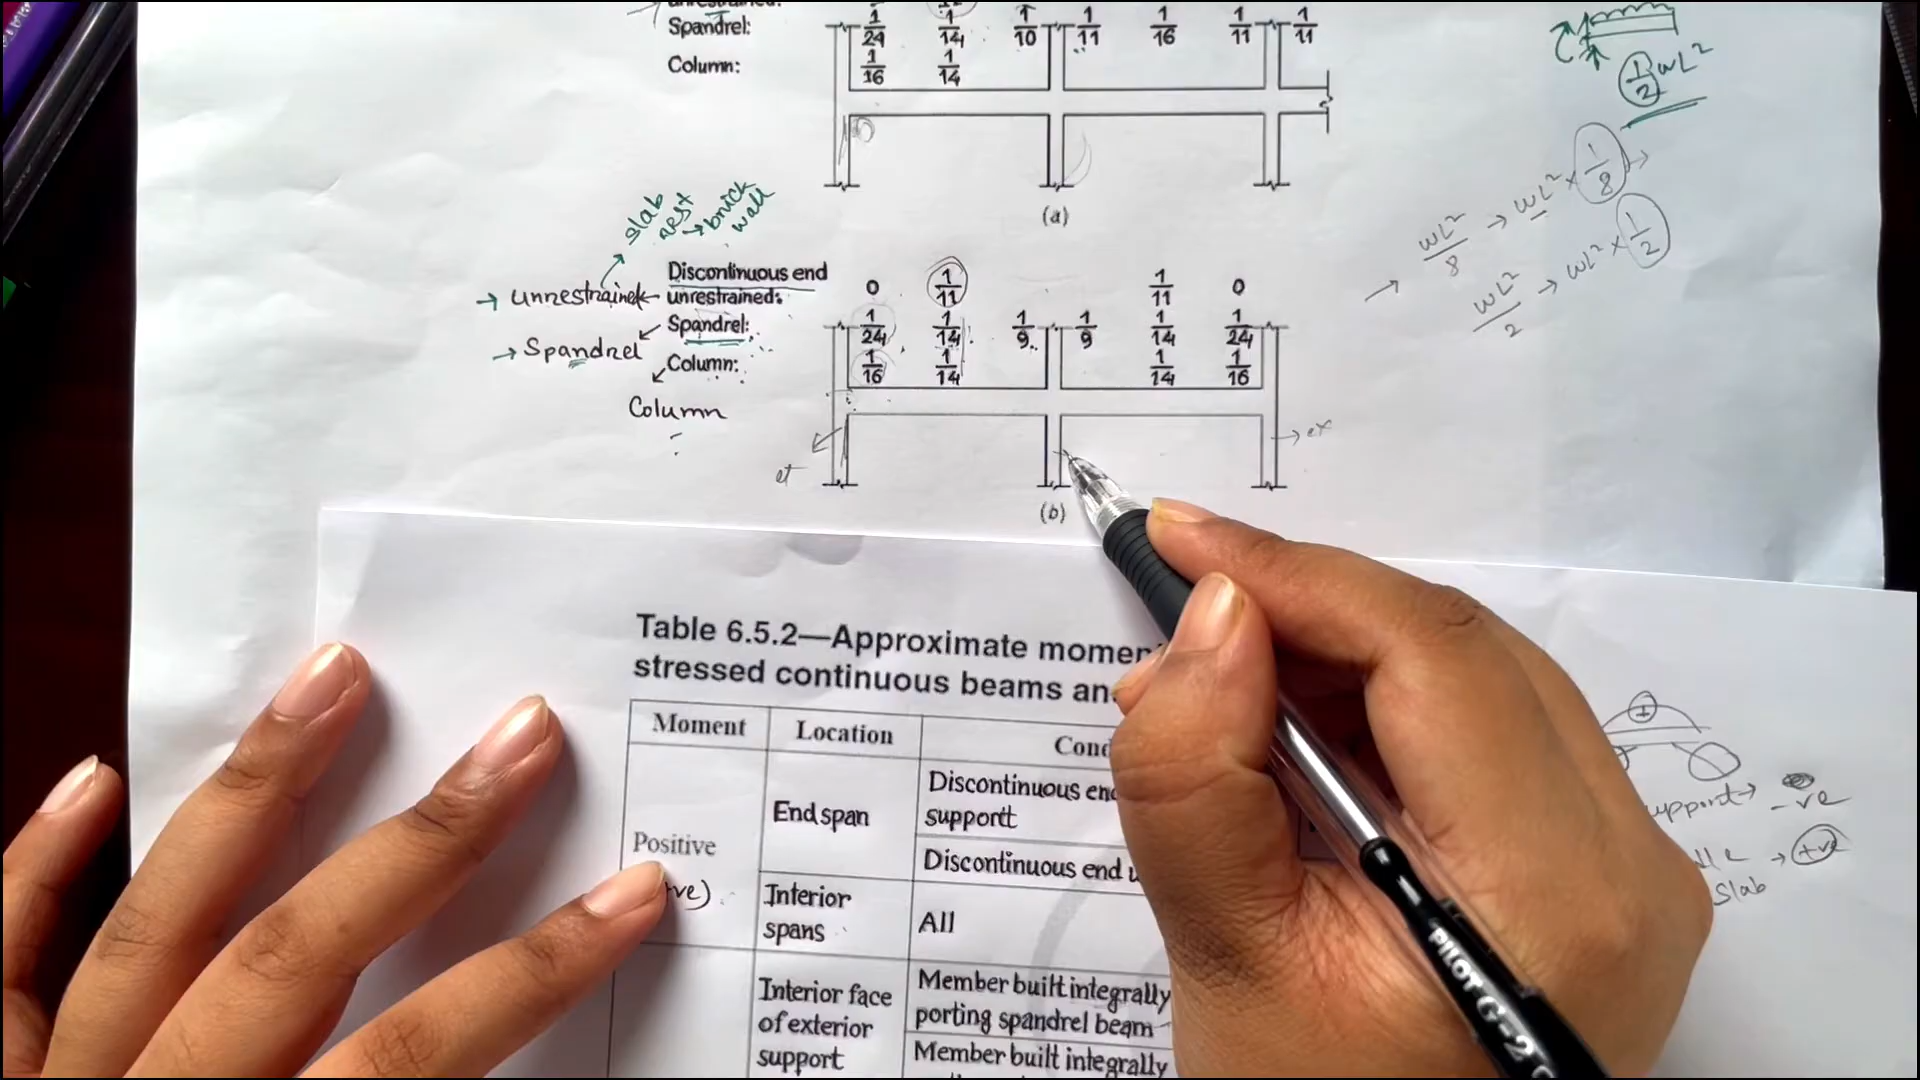 unrestrained:
Spandrel:
1/24 1/14 1/10 1/11 1/16 1/11 1/11
Column:
1/16 1/14
(a)
1/2 wL²
wL²/8 → wL² × 1/8 →
wL²/2 → wL² × 1/2
slab
rest → brick
wall
Discontinuous end
→ unrestrained ← unrestrained:
0 1/11 1/11 0
→ Spandrel
Spandrel:
1/24 1/14 1/9 1/9 1/14 1/24
Column:
1/16 1/14 1/14 1/16
Column
→ ex
(b)
Table 6.5.2—Approximate momen
stressed continuous beams an
Moment Location Cond
Positive
ve)
End span
Discontinuous end
supportt
Discontinuous end u
Interior
spans
All
Interior face
of exterior
support
Member built integrally
porting spandrel beam
Member built integrally
+
support → -ve
→ +ve
Slab
PILOT G-2